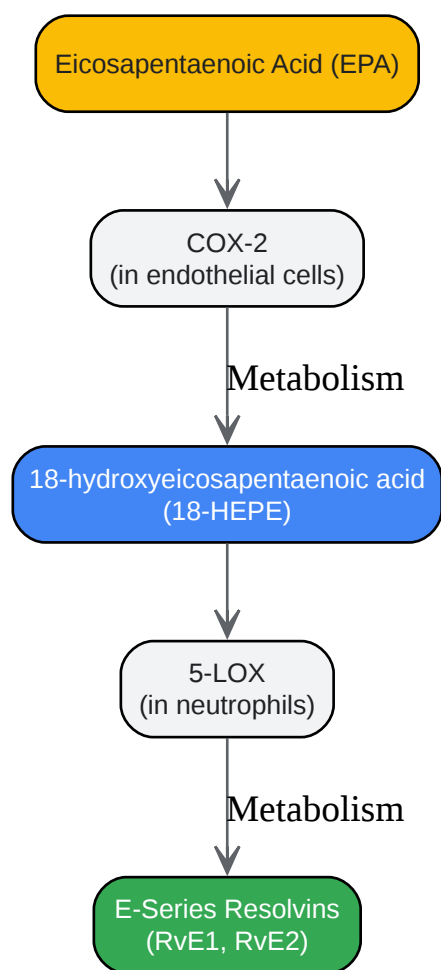 Eicosapentaenoic Acid (EPA)
COX-2
(in endothelial cells)
Metabolism
18-hydroxyeicosapentaenoic acid
(18-HEPE)
5-LOX
(in neutrophils)
Metabolism
E-Series Resolvins
(RvE1, RvE2)